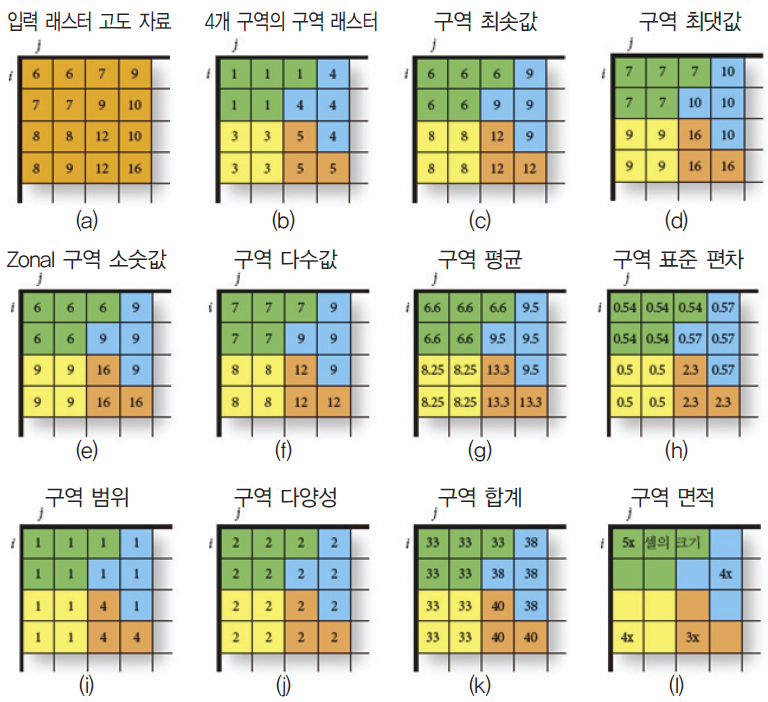 입력 래스터 고도 자료 4개 구역의 구역 래스터 구역 최솟값 구역 최댓값
j j j j
i 6 6 7 9 i 1 1 1 4 i 6 6 6 9 i 7 7 7 10
7 7 9 10 1 1 4 4 6 6 9 9 7 7 10 10
8 8 12 10 3 3 5 4 8 8 12 9 9 9 16 10
8 9 12 16 3 3 5 5 8 8 12 12 9 9 16 16
(a) (b) (c) (d)
Zonal 구역 소숫값 구역 다수값 구역 평균 구역 표준 편차
j j j j
i 6 6 6 9 i 7 7 7 9 i 6.6 6.6 6.6 9.5 i 0.54 0.54 0.54 0.57
6 6 9 9 7 7 9 9 6.6 6.6 9.5 9.5 0.54 0.54 0.57 0.57
9 9 16 9 8 8 12 9 8.25 8.25 13.3 9.5 0.5 0.5 2.3 0.57
9 9 16 16 8 8 12 12 8.25 8.25 13.3 13.3 0.5 0.5 2.3 2.3
(e) (f) (g) (h)
구역 범위 구역 다양성 구역 합계 구역 면적
j j j j
i 1 1 1 1 i 2 2 2 2 i 33 33 33 38 i 5x 셀의 크기
1 1 1 1 2 2 2 2 33 33 38 38 4x
1 1 4 1 2 2 2 2 33 33 40 38
1 1 4 4 2 2 2 2 33 33 40 40 4x 3x
(i) (j) (k) (l)